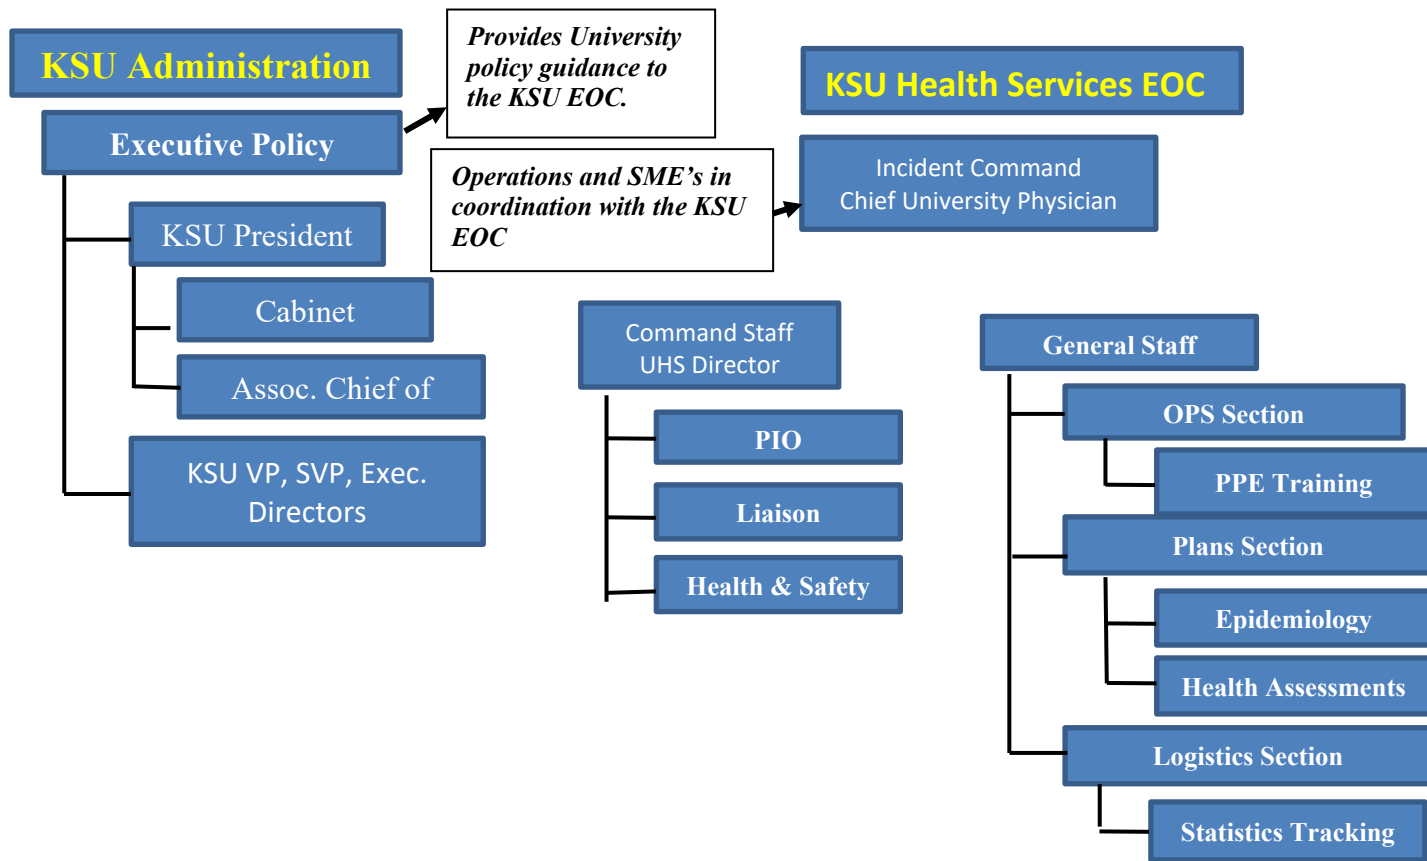 KSU Administration
Executive Policy
KSU President
Cabinet
Assoc. Chief of
KSU VP, SVP, Exec.
Directors
Provides University
policy guidance to
the KSU EOC.
Operations and SME’s in
coordination with the KSU
EOC
KSU Health Services EOC
Incident Command
Chief University Physician
Command Staff
UHS Director
PIO
Liaison
Health & Safety
General Staff
OPS Section
PPE Training
Plans Section
Epidemiology
Health Assessments
Logistics Section
Statistics Tracking